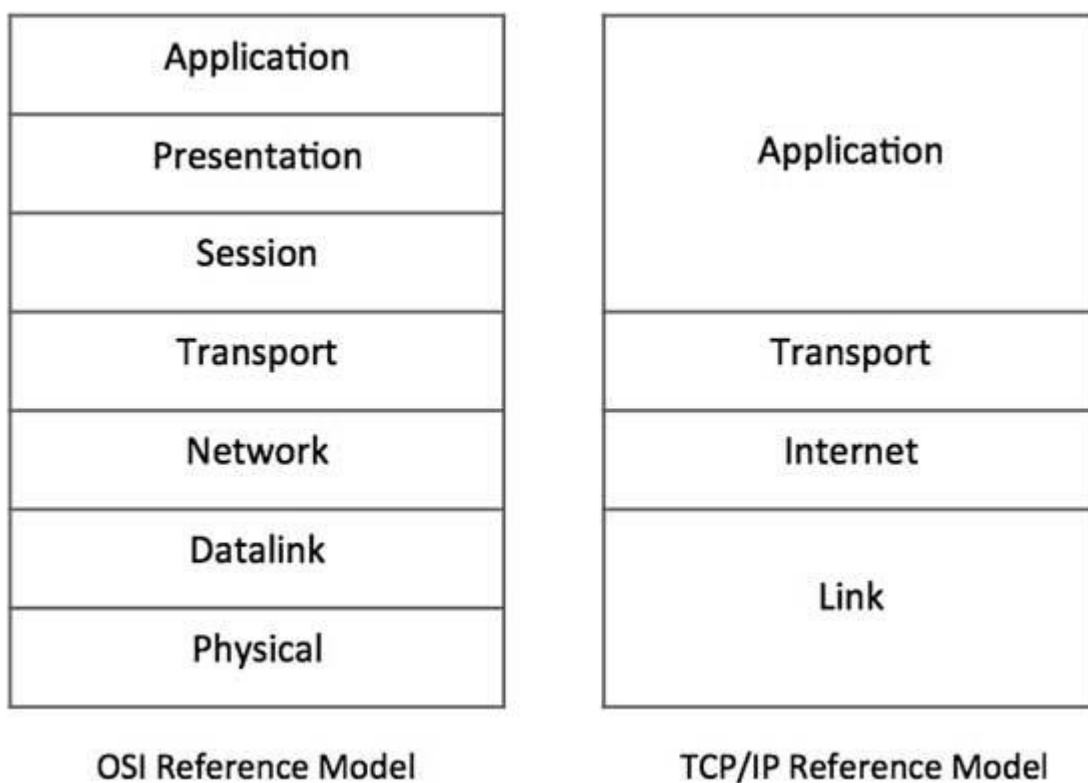 Application
Presentation
Session
Transport
Network
Datalink
Physical
OSI Reference Model
Application
Transport
Internet
Link
TCP/IP Reference Model